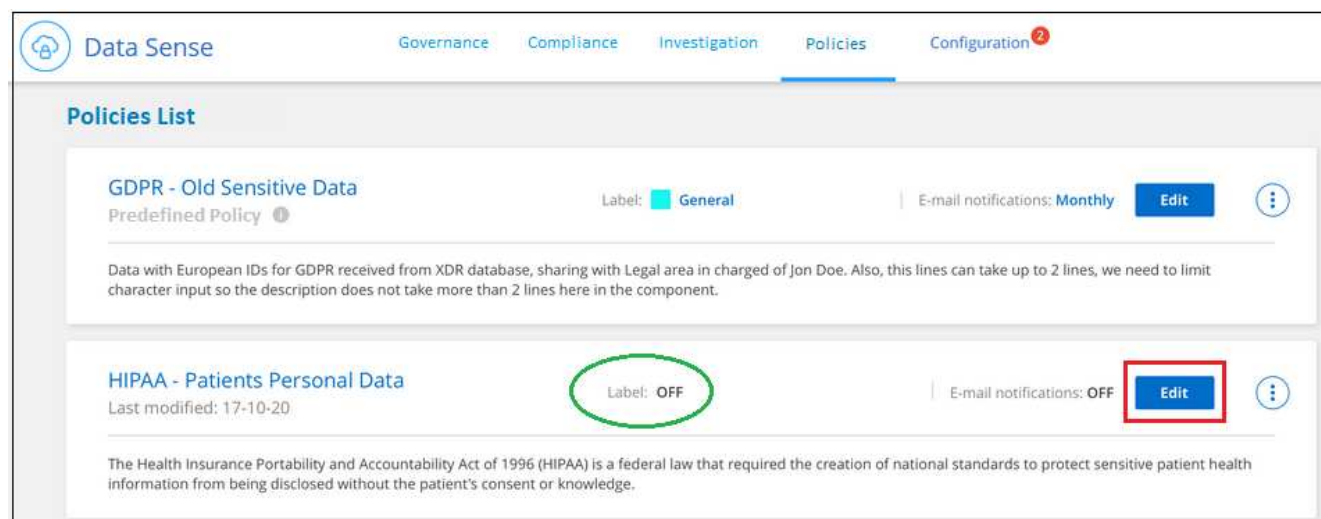 Data Sense
Governance
Compliance
Investigation
Policies
Configuration
2
Policies List
GDPR - Old Sensitive Data
Predefined Policy i
Label: General
E-mail notifications: Monthly
Edit
Data with European IDs for GDPR received from XDR database, sharing with Legal area in charged of Jon Doe. Also, this lines can take up to 2 lines, we need to limit
character input so the description does not take more than 2 lines here in the component.
HIPAA - Patients Personal Data
Last modified: 17-10-20
Label: OFF
E-mail notifications: OFF
Edit
The Health Insurance Portability and Accountability Act of 1996 (HIPAA) is a federal law that required the creation of national standards to protect sensitive patient health
information from being disclosed without the patient's consent or knowledge.